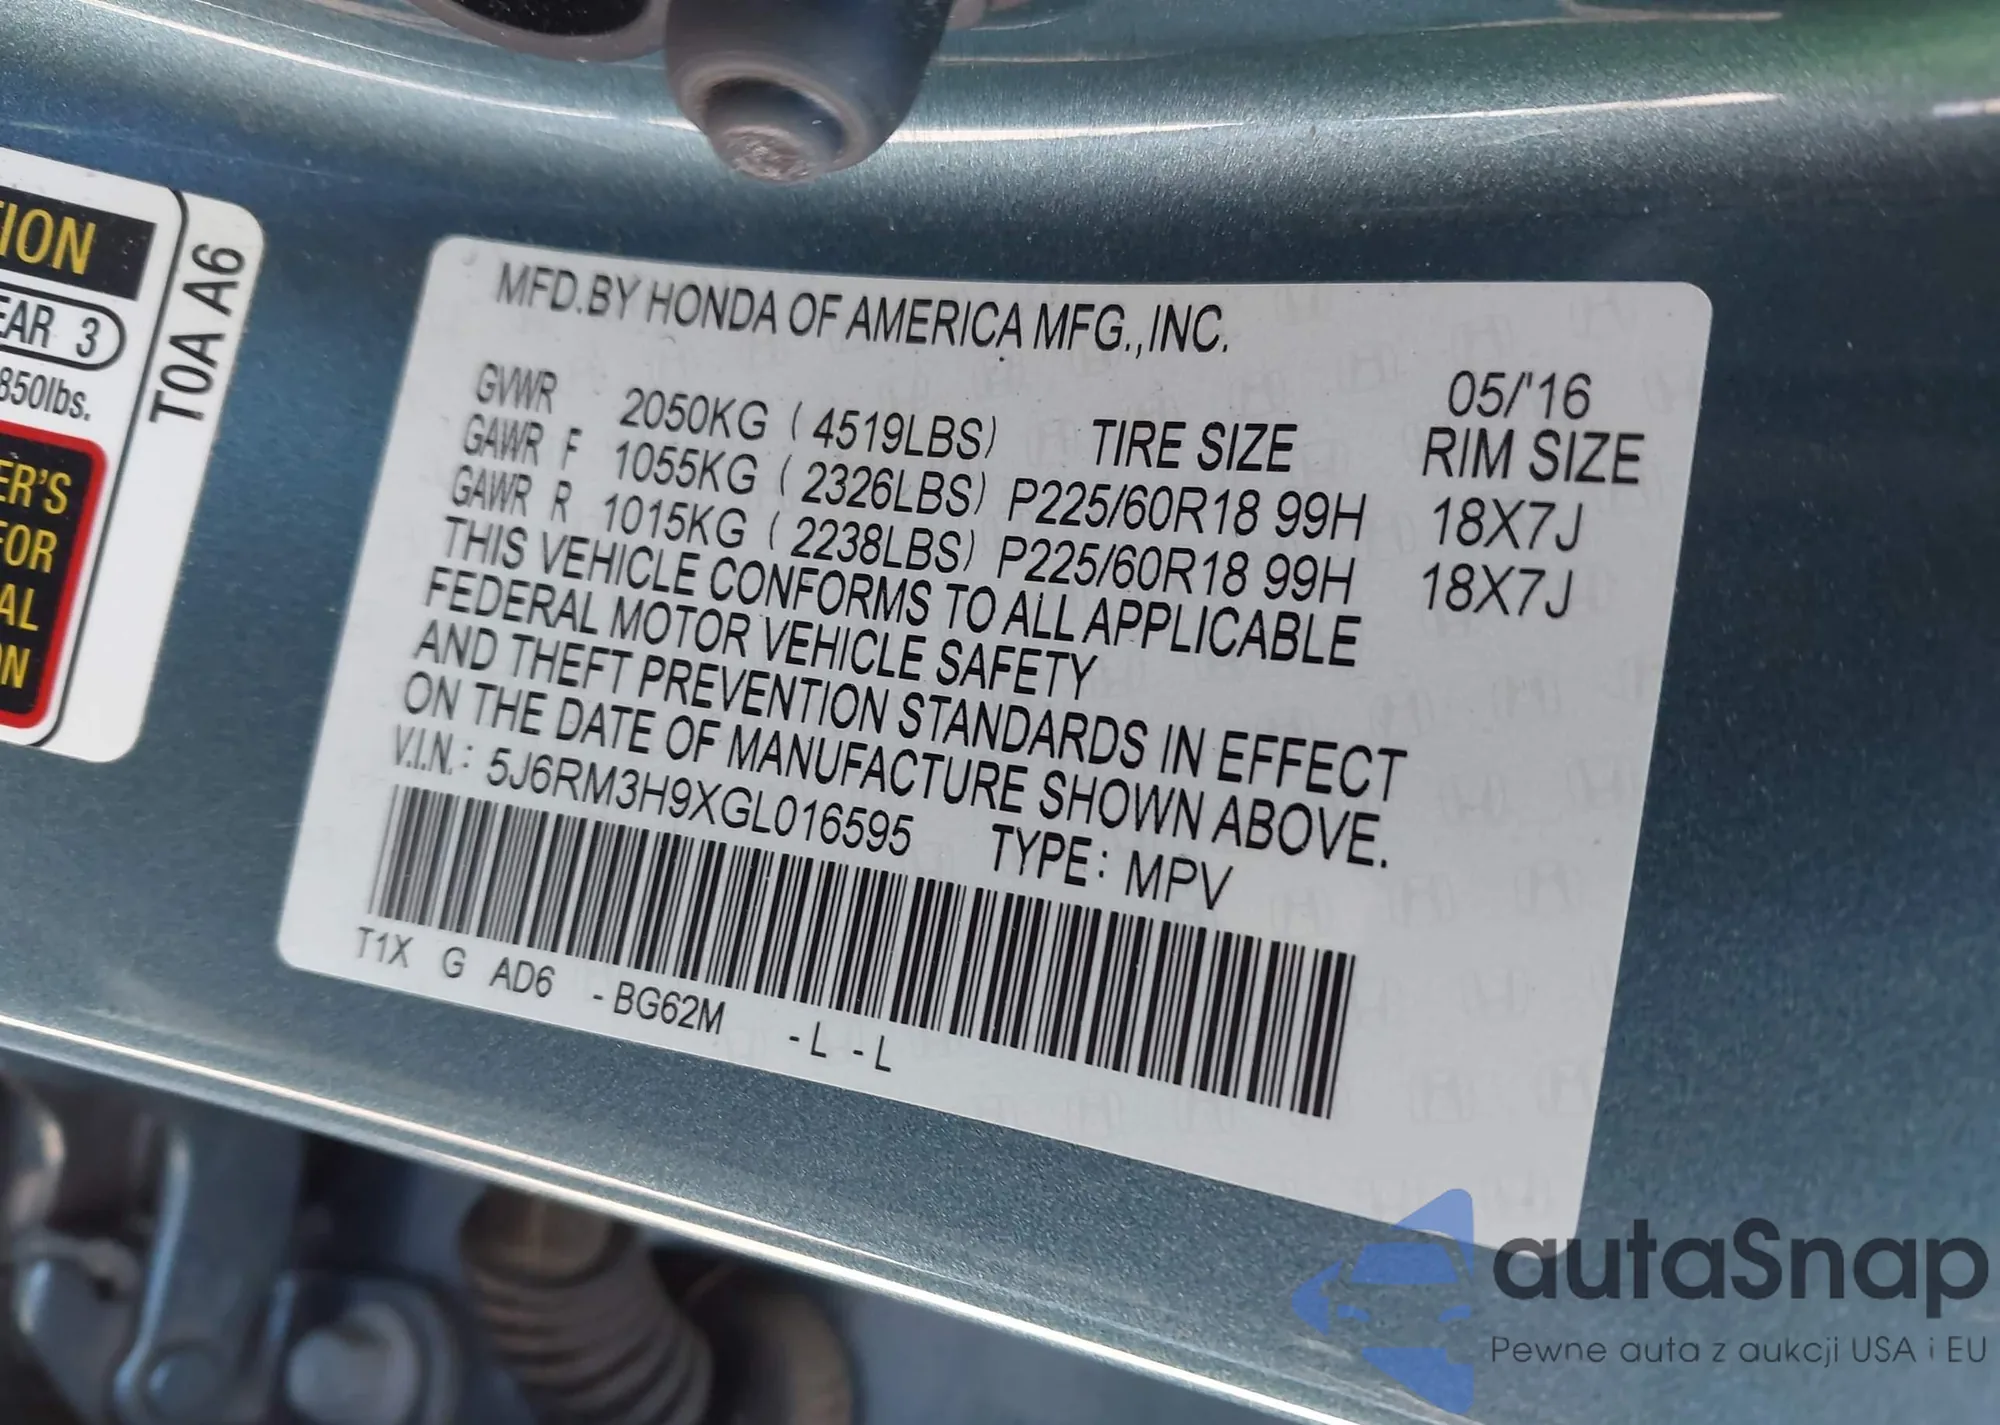 TION
EAR 3
850lbs.
ER'S
FOR
AL
ON
T0A A6
MFD.BY HONDA OF AMERICA MFG.,INC.
05/'16
GVWR 2050KG ( 4519LBS) TIRE SIZE RIM SIZE
GAWR F 1055KG ( 2326LBS) P225/60R18 99H 18X7J
GAWR R 1015KG ( 2238LBS) P225/60R18 99H 18X7J
THIS VEHICLE CONFORMS TO ALL APPLICABLE
FEDERAL MOTOR VEHICLE SAFETY
AND THEFT PREVENTION STANDARDS IN EFFECT
ON THE DATE OF MANUFACTURE SHOWN ABOVE.
V.I.N.: 5J6RM3H9XGL016595 TYPE: MPV
T1X G AD6 -BG62M -L -L
autaSnap
Pewne auta z aukcji USA i EU